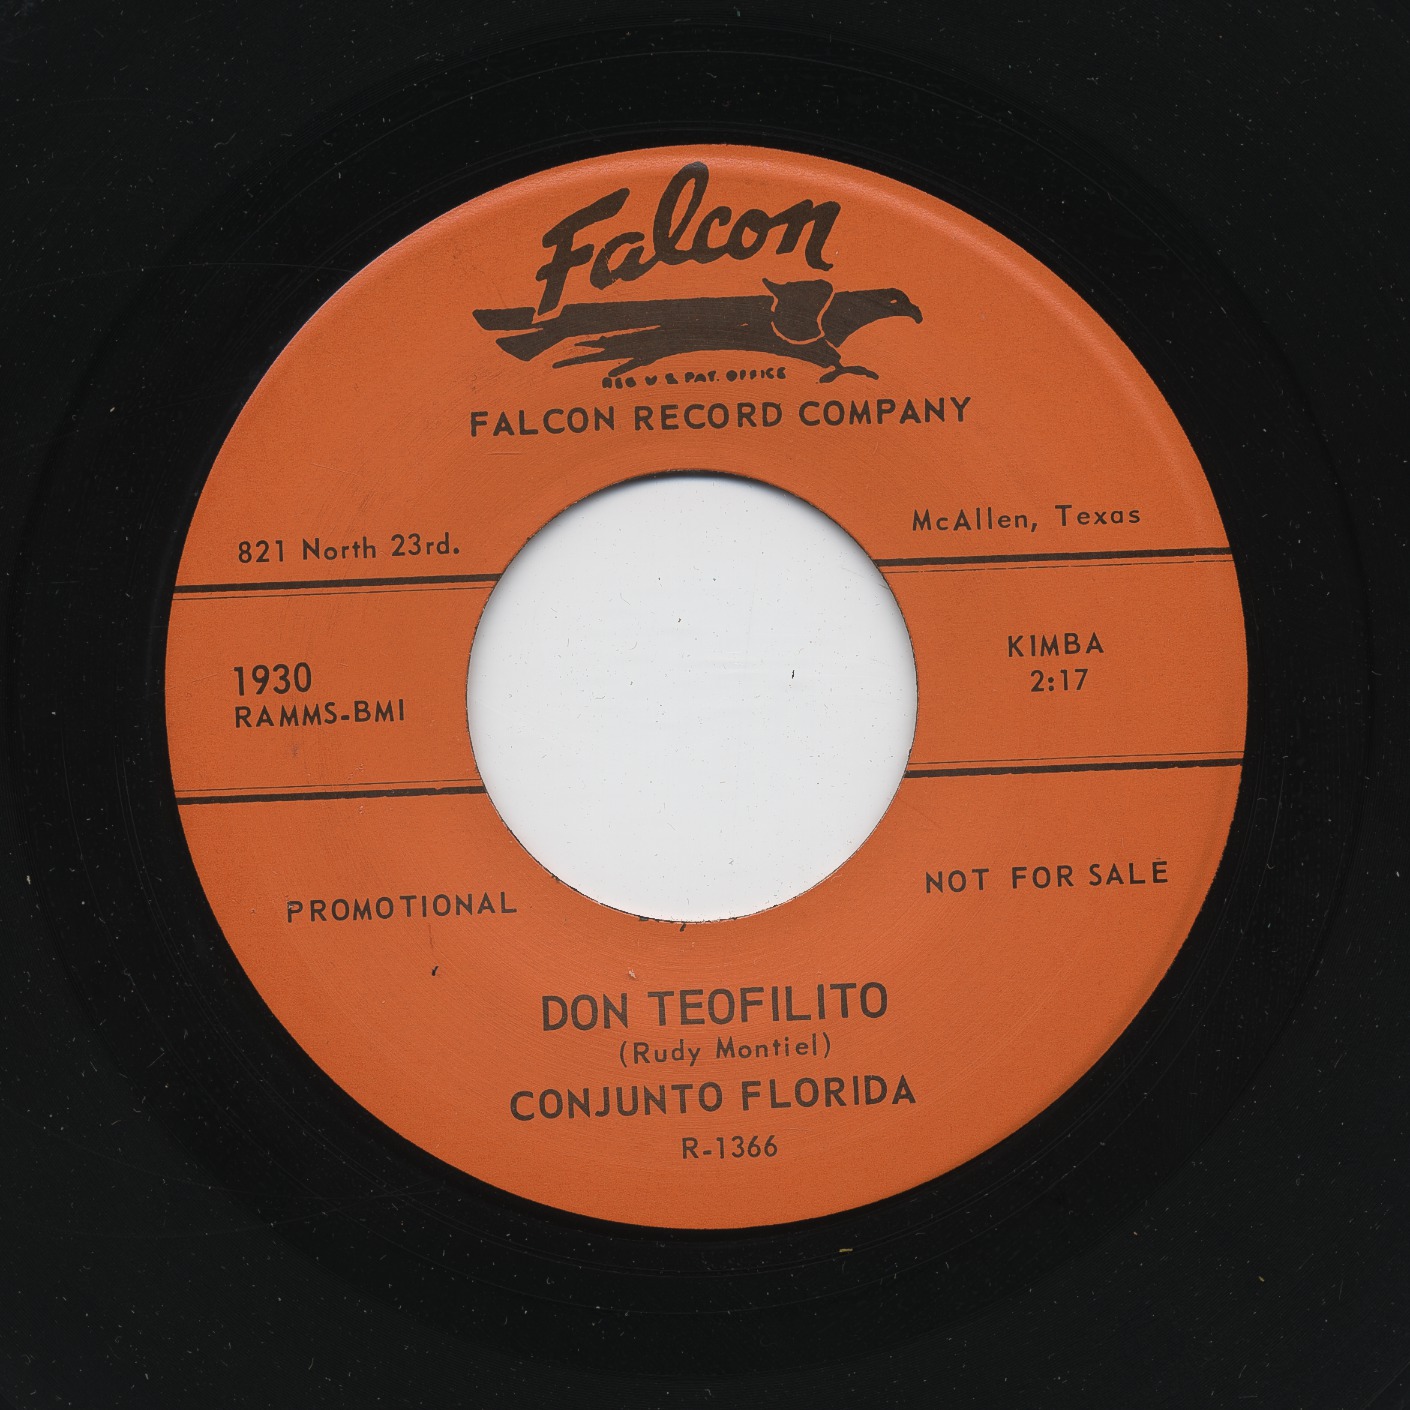 Falcon
REG U S PAT. OFFICE
FALCON RECORD COMPANY
821 North 23rd. McAllen, Texas
1930 KIMBA
RAMMS-BMI 2:17
PROMOTIONAL NOT FOR SALE
DON TEOFILITO
(Rudy Montiel)
CONJUNTO FLORIDA
R-1366